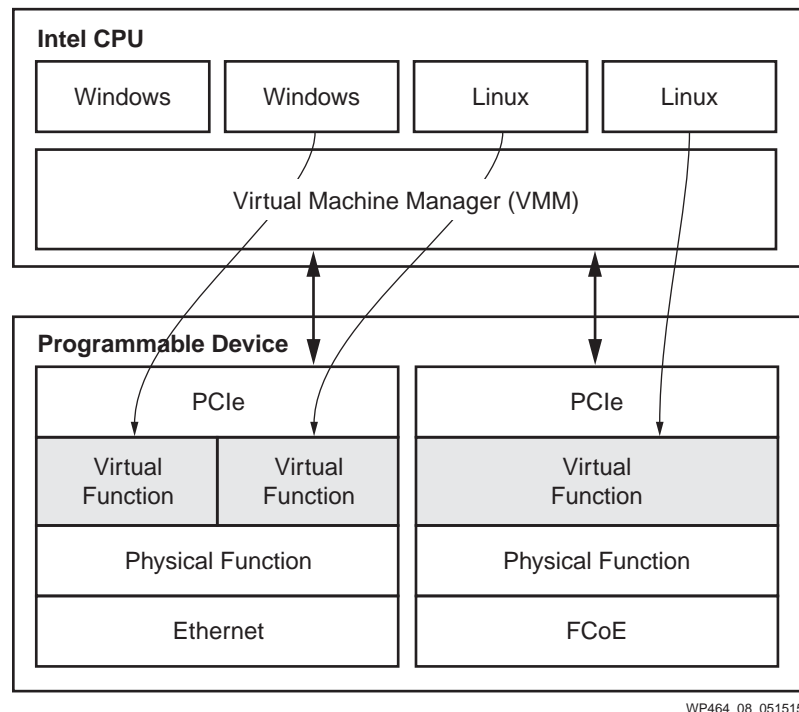 Intel CPU
Windows
Windows
Linux
Linux
Virtual Machine Manager (VMM)
Programmable Device
PCIe
PCIe
Virtual
Function
Virtual
Function
Virtual
Function
Physical Function
Physical Function
Ethernet
FCoE
WP464_08_051515